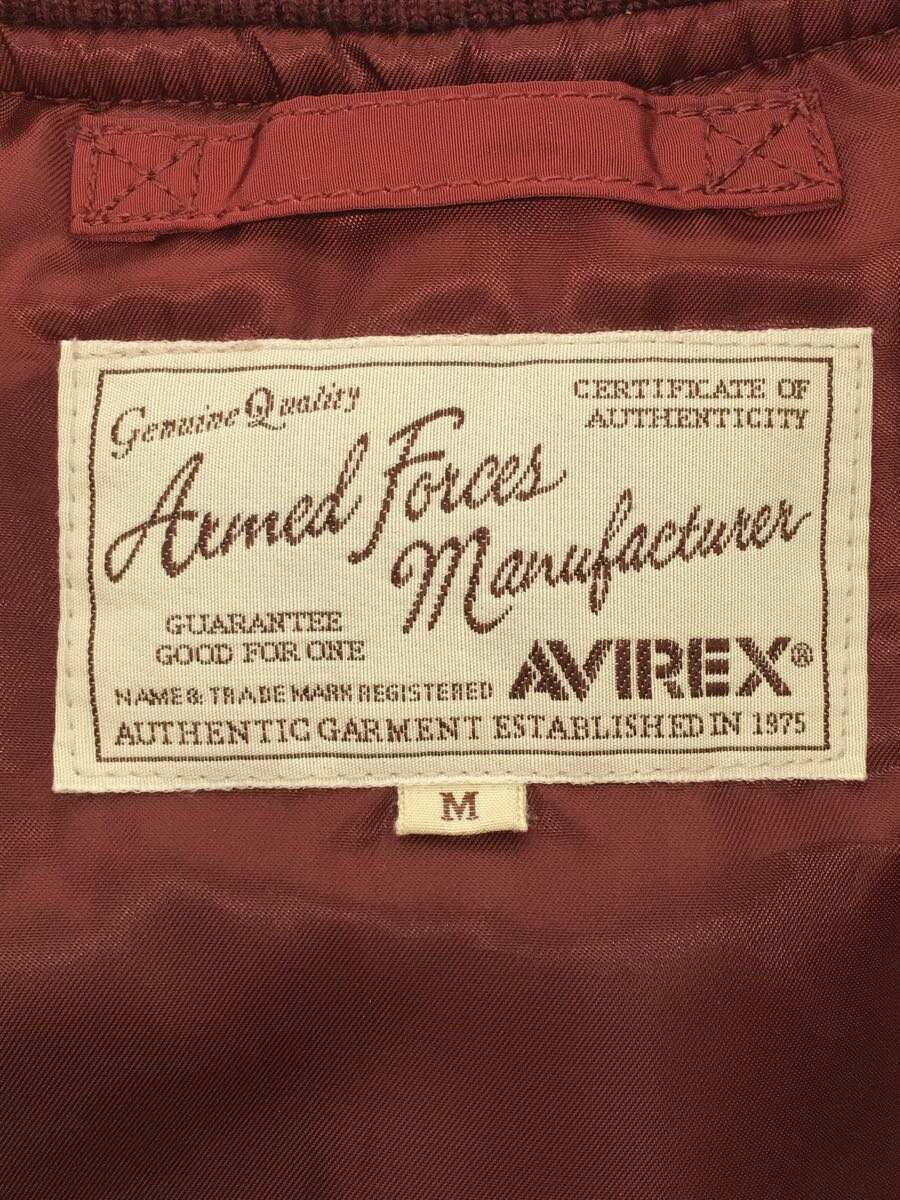 Genuine Quality
CERTIFICATE OF
AUTHENTICITY
Armed Forces
Manufacturer
GUARANTEE
GOOD FOR ONE
AVIREX®
NAME & TRADE MARK REGISTERED
AUTHENTIC GARMENT ESTABLISHED IN 1975
M